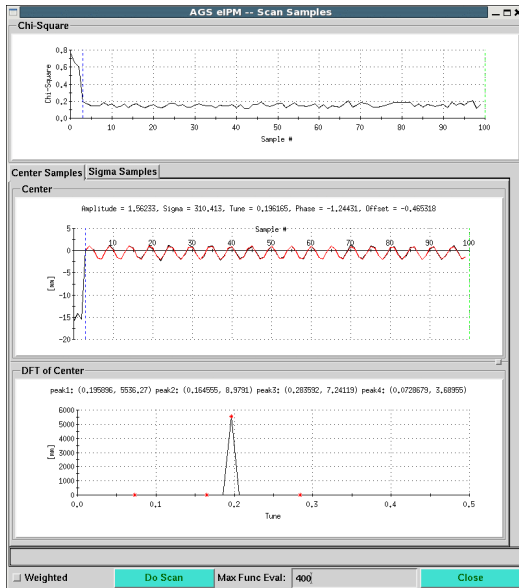 AGS eIPM -- Scan Samples
Chi-Square
Chi-Square
0.8
0.6
0.4
0.2
0.0
0 10 20 30 40 50 60 70 80 90 100
Sample #
Center Samples Sigma Samples
Center
Amplitude = 1.56233, Sigma = 310.413, Tune = 0.196165, Phase = -1.24431, Offset = -0.465318
Sample #
10 20 30 40 50 60 70 80 90 100
[mm]
5
0
-5
-10
-15
-20
DFT of Center
peak1: (0.195896, 5536.27) peak2: (0.164555, 8.9791) peak3: (0.283592, 7.24119) peak4: (0.0728679, 3.68955)
[mm]
6000
5000
4000
3000
2000
1000
0
0.0 0.1 0.2 0.3 0.4 0.5
Tune
Weighted Do Scan Max Func Eval: 400 Close